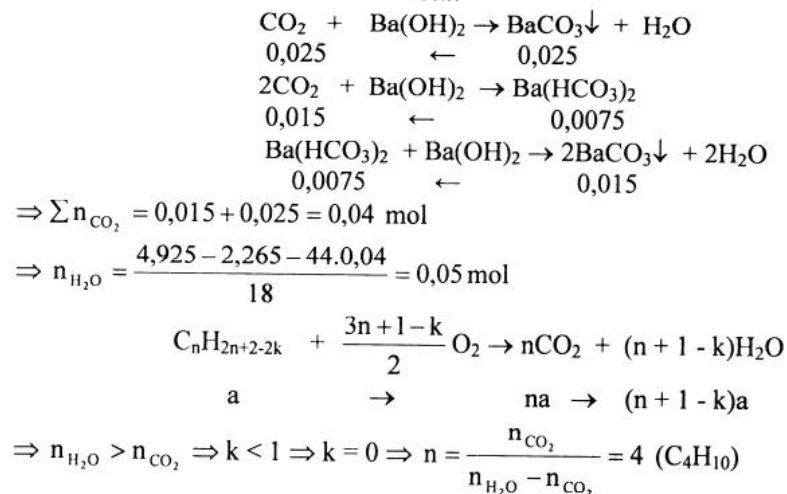 CO₂ + Ba(OH)₂ → BaCO₃↓ + H₂O
0,025 ← 0,025
2CO₂ + Ba(OH)₂ → Ba(HCO₃)₂
0,015 ← 0,0075
Ba(HCO₃)₂ + Ba(OH)₂ → 2BaCO₃↓ + 2H₂O
0,0075 ← 0,015
⇒ ∑n_CO₂ = 0,015 + 0,025 = 0,04 mol
⇒ n_H₂O = (4,925 − 2,265 − 44.0,04)/18 = 0,05 mol
CₙH₂ₙ₊₂₋₂ₖ + (3n + 1 − k)/2 O₂ → nCO₂ + (n + 1 - k)H₂O
a → na → (n + 1 - k)a
⇒ n_H₂O > n_CO₂ ⇒ k < 1 ⇒ k = 0 ⇒ n = n_CO₂/(n_H₂O − n_CO₂) = 4 (C₄H₁₀)